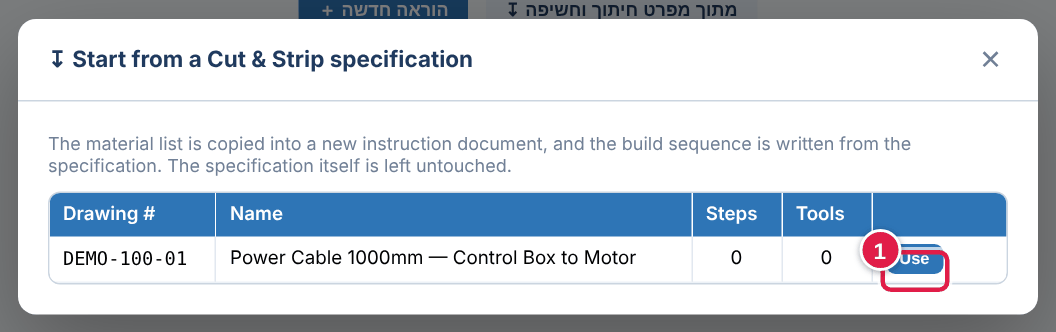 + הוראה חדשה
↧ מתוך מפרט חיתוך וחשיפה
↧ Start from a Cut & Strip specification
✕
The material list is copied into a new instruction document, and the build sequence is written from the
specification. The specification itself is left untouched.
Drawing # Name Steps Tools
DEMO-100-01 Power Cable 1000mm — Control Box to Motor 0 0 1 Use